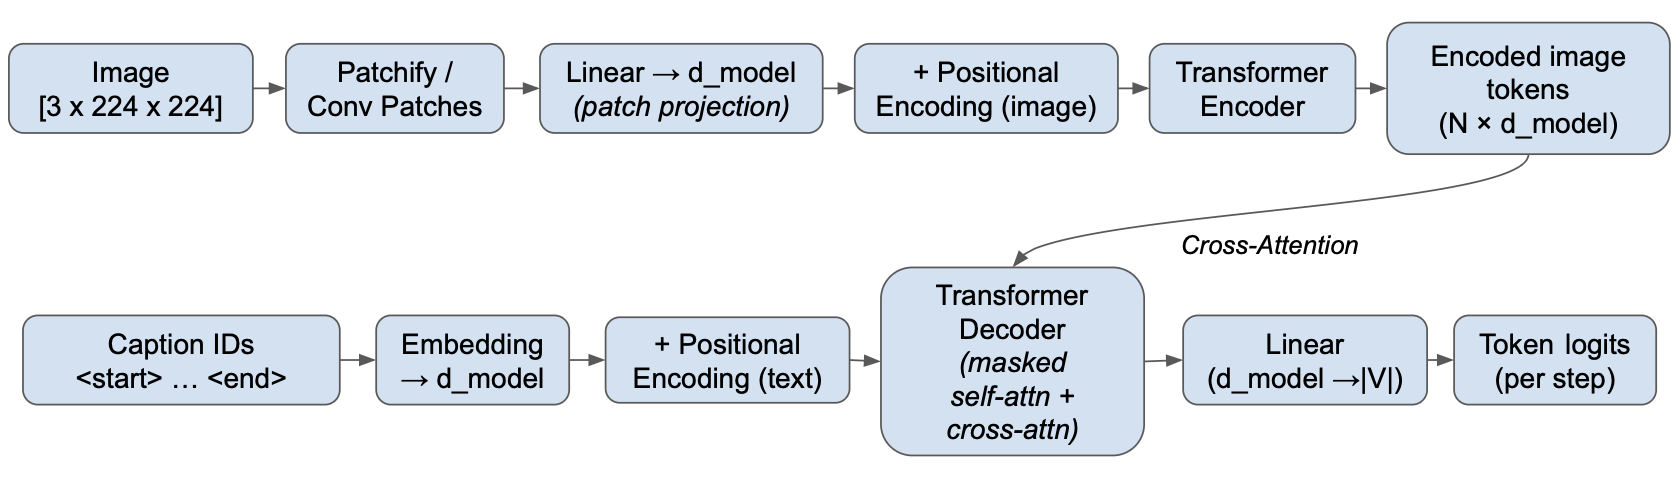 Image
[3 x 224 x 224]
Patchify /
Conv Patches
Linear → d_model
(patch projection)
+ Positional
Encoding (image)
Transformer
Encoder
Encoded image
tokens
(N × d_model)
Cross-Attention
Caption IDs
<start> … <end>
Embedding
→ d_model
+ Positional
Encoding (text)
Transformer
Decoder
(masked
self-attn +
cross-attn)
Linear
(d_model →|V|)
Token logits
(per step)